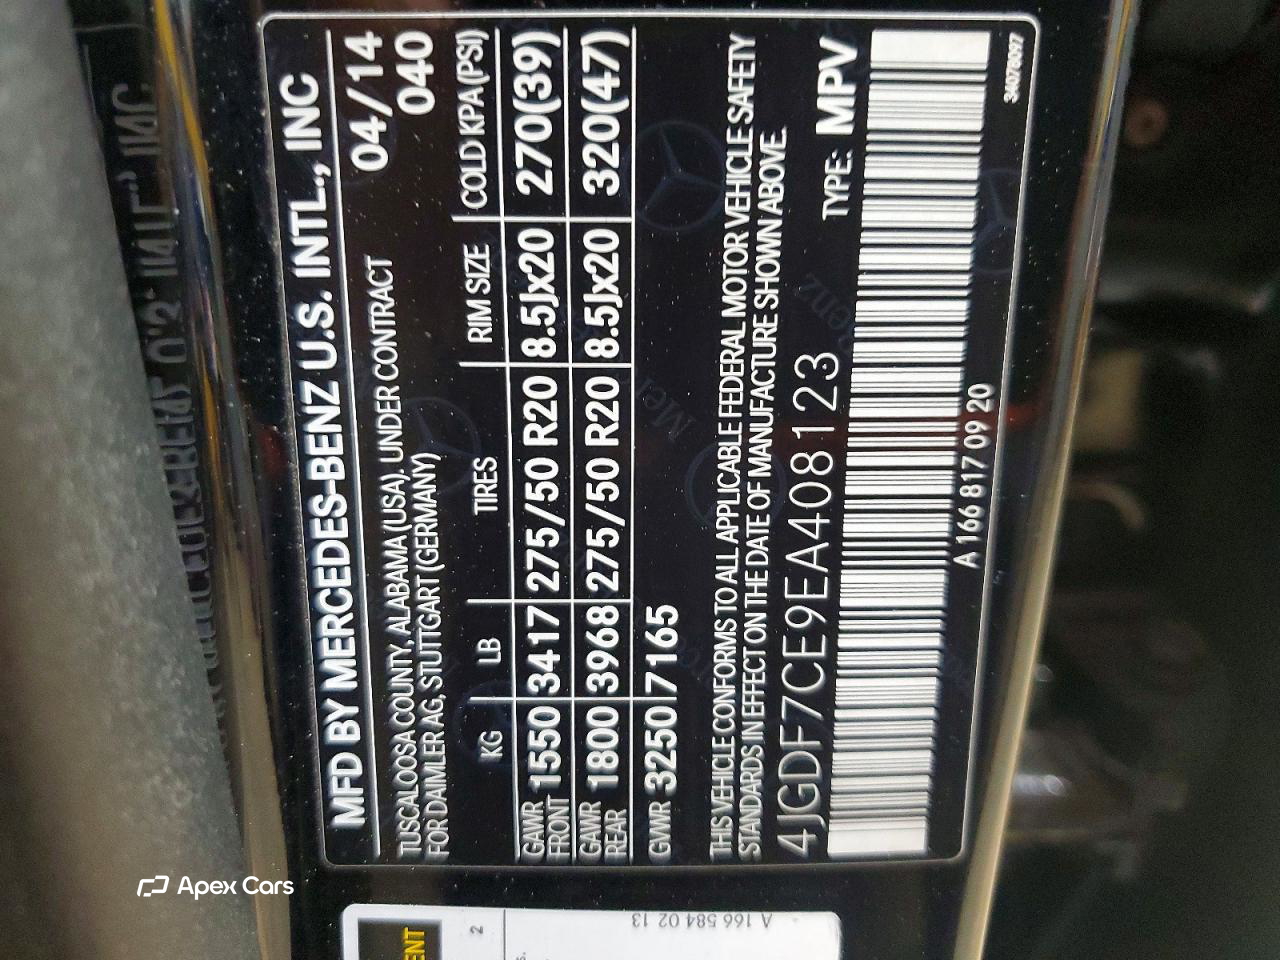 MFD BY MERCEDES-BENZ U.S. INTL., INC
TUSCALOOSA COUNTY, ALABAMA (USA). UNDER CONTRACT 04/14
FOR DAIMLER AG, STUTTGART (GERMANY) 040
KG LB TIRES RIM SIZE COLD KPA (PSI)
GAWR FRONT 1550 3417 275/50 R20 8.5Jx20 270(39)
GAWR REAR 1800 3968 275/50 R20 8.5Jx20 320(47)
GVWR 3250 7165
THIS VEHICLE CONFORMS TO ALL APPLICABLE FEDERAL MOTOR VEHICLE SAFETY
STANDARDS IN EFFECT ON THE DATE OF MANUFACTURE SHOWN ABOVE.
4JGDF7CE9EA408123 TYPE: MPV
A 166 817 09 20
34078097
A 166 584 02 13
2
Apex Cars